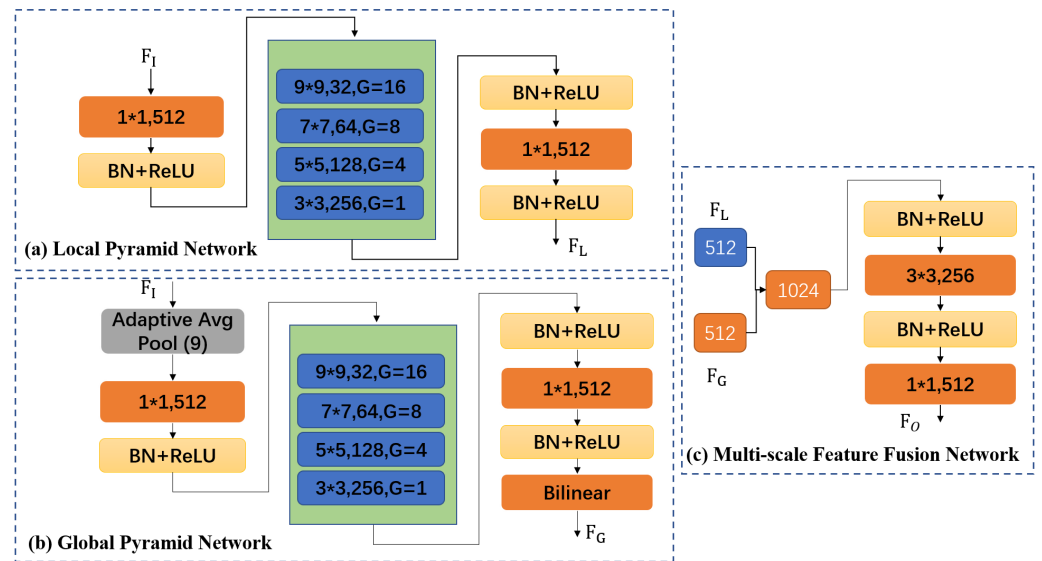 F_I
1*1,512
BN+ReLU
9*9,32,G=16
7*7,64,G=8
5*5,128,G=4
3*3,256,G=1
BN+ReLU
1*1,512
BN+ReLU
F_L
(a) Local Pyramid Network
F_I
Adaptive Avg
Pool (9)
1*1,512
BN+ReLU
9*9,32,G=16
7*7,64,G=8
5*5,128,G=4
3*3,256,G=1
BN+ReLU
1*1,512
BN+ReLU
Bilinear
F_G
(b) Global Pyramid Network
F_L
512
512
F_G
1024
BN+ReLU
3*3,256
BN+ReLU
1*1,512
F_O
(c) Multi-scale Feature Fusion Network